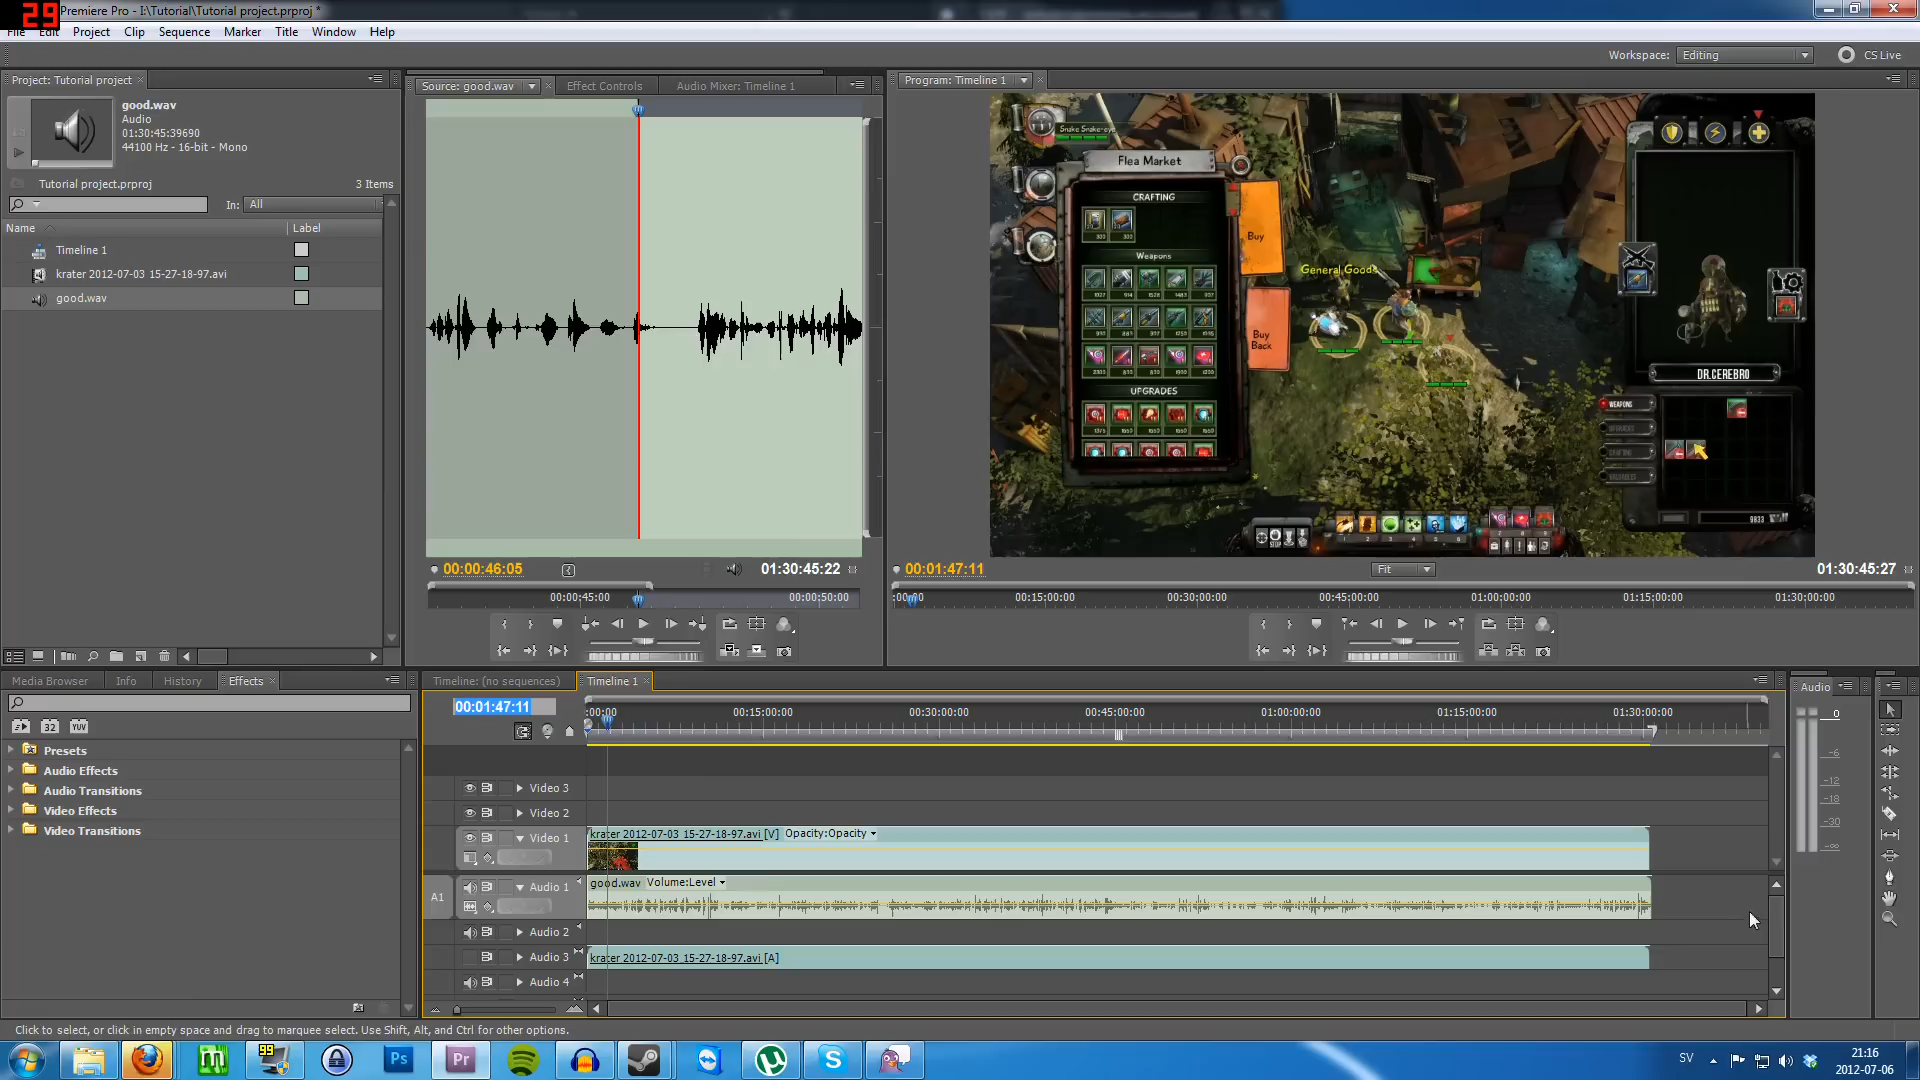 29
Premiere Pro - I:\Tutorial\Tutorial project.prproj *
File Edit Project Clip Sequence Marker Title Window Help
Workspace: Editing CS Live
Project: Tutorial project
good.wav
Audio
01:30:45:39690
44100 Hz - 16-bit - Mono
Tutorial project.prproj 3 Items
In: All
Name Label
Timeline 1
krater 2012-07-03 15-27-18-97.avi
good.wav
Source: good.wav Effect Controls Audio Mixer: Timeline 1
00:00:46:05 01:30:45:22
00:00:45:00 00:00:50:00
Program: Timeline 1
Snake Snake-eye
Flea Market
CRAFTING
300 300
Weapons
Buy
Buy Back
UPGRADES
General Goods
DR.CEREBRO
WEAPONS
UPGRADES
CRAFTING
VALUABLES
9833
00:01:47:11 Fit 01:30:45:27
:00:00 00:15:00:00 00:30:00:00 00:45:00:00 01:00:00:00 01:15:00:00 01:30:00:00
Media Browser Info History Effects
32 YUV
Presets
Audio Effects
Audio Transitions
Video Effects
Video Transitions
Timeline: (no sequences) Timeline 1
00:01:47:11
:00:00 00:15:00:00 00:30:00:00 00:45:00:00 01:00:00:00 01:15:00:00 01:30:00:00
Video 3
Video 2
Video 1 krater 2012-07-03 15-27-18-97.avi [V] Opacity:Opacity
A1 Audio 1 good.wav Volume:Level
Audio 2
Audio 3 krater 2012-07-03 15-27-18-97.avi [A]
Audio 4
Audio
0
-6
-12
-18
-30
-∞
Click to select, or click in empty space and drag to marquee select. Use Shift, Alt, and Ctrl for other options.
99 Ps Pr
SV 21:16
2012-07-06